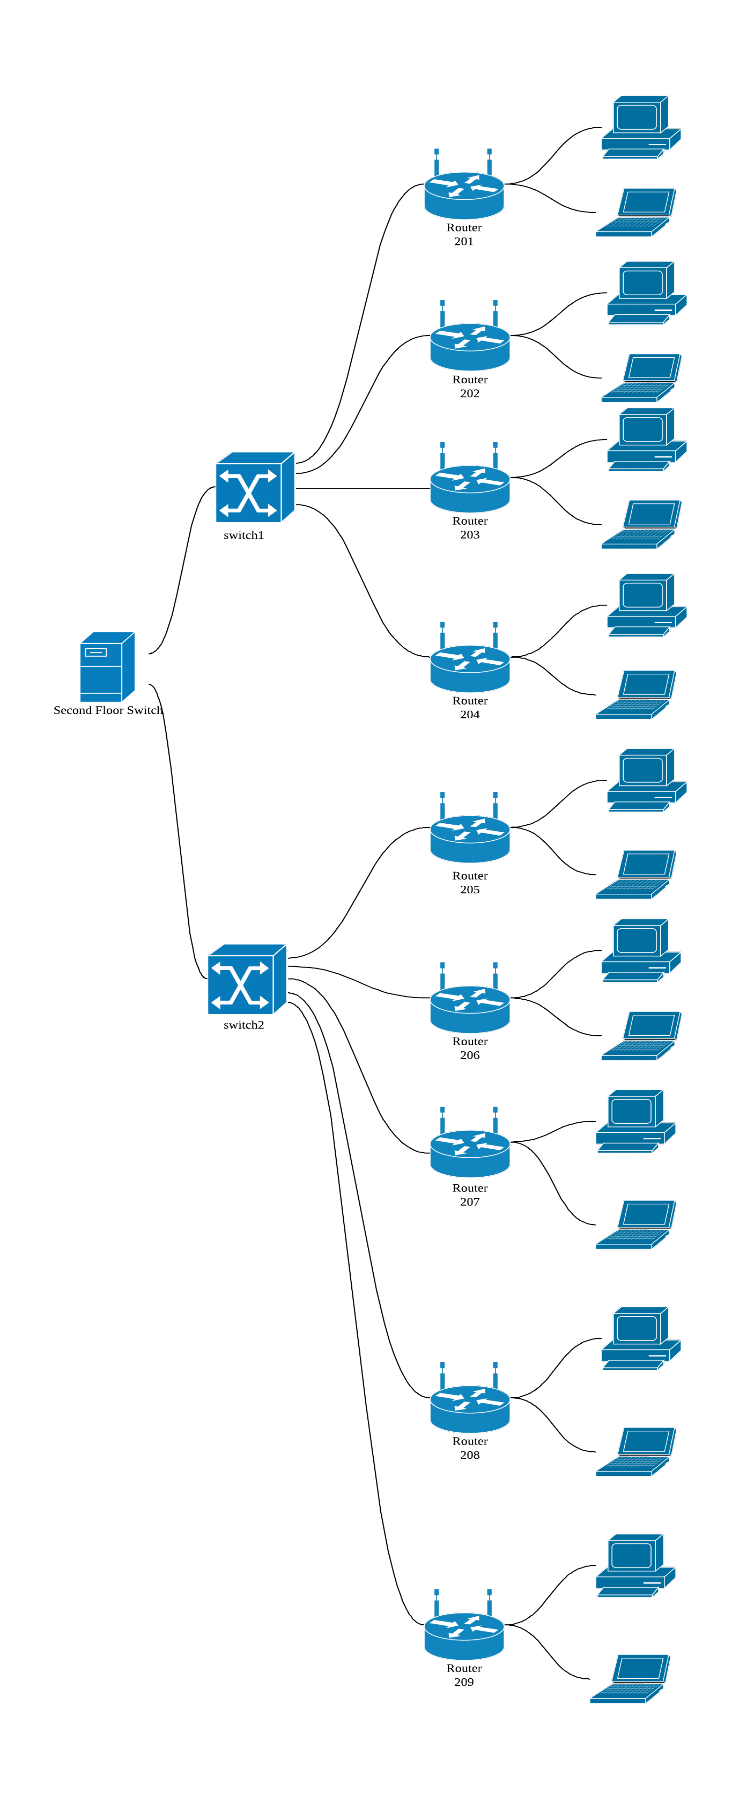 Router
201
Router
202
Router
203
switch1
Router
204
Second Floor Switch
Router
205
switch2
Router
206
Router
207
Router
208
Router
209